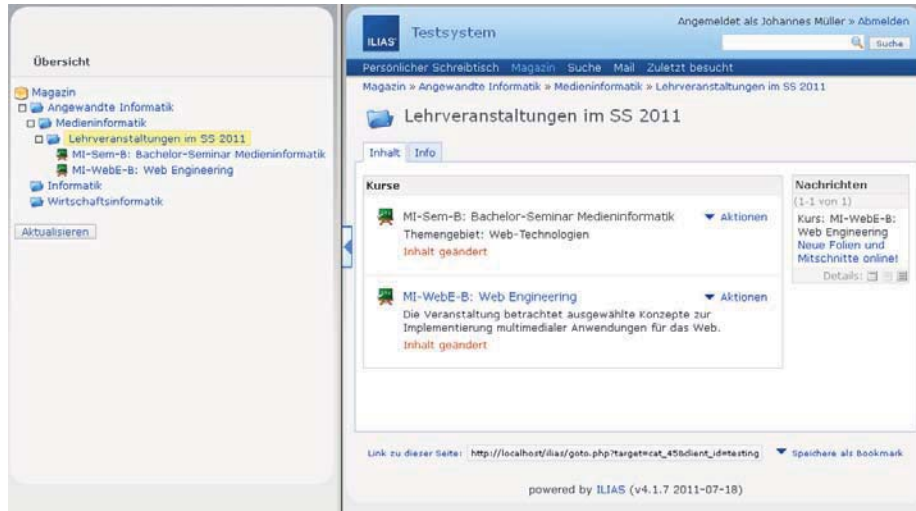 Übersicht
Magazin
Angewandte Informatik
Medieninformatik
Lehrveranstaltungen im SS 2011
MI-Sem-B: Bachelor-Seminar Medieninformatik
MI-WebE-B: Web Engineering
Informatik
Wirtschaftsinformatik
Aktualisieren
ILIAS
Testsystem
Angemeldet als Johannes Müller » Abmelden
Suche
Persönlicher Schreibtisch Magazin Suche Mail Zuletzt besucht
Magazin » Angewandte Informatik » Medieninformatik » Lehrveranstaltungen im SS 2011
Lehrveranstaltungen im SS 2011
Inhalt Info
Kurse
MI-Sem-B: Bachelor-Seminar Medieninformatik Aktionen
Themengebiet: Web-Technologien
Inhalt geändert
MI-WebE-B: Web Engineering Aktionen
Die Veranstaltung betrachtet ausgewählte Konzepte zur
Implementierung multimedialer Anwendungen für das Web.
Inhalt geändert
Nachrichten
(1-1 von 1)
Kurs: MI-WebE-B:
Web Engineering
Neue Folien und
Mitschnitte online!
Details:
Link zu dieser Seite: http://localhost/ilias/goto.php?target=cat_45&client_id=testing Speichere als Bookmark
powered by ILIAS (v4.1.7 2011-07-18)